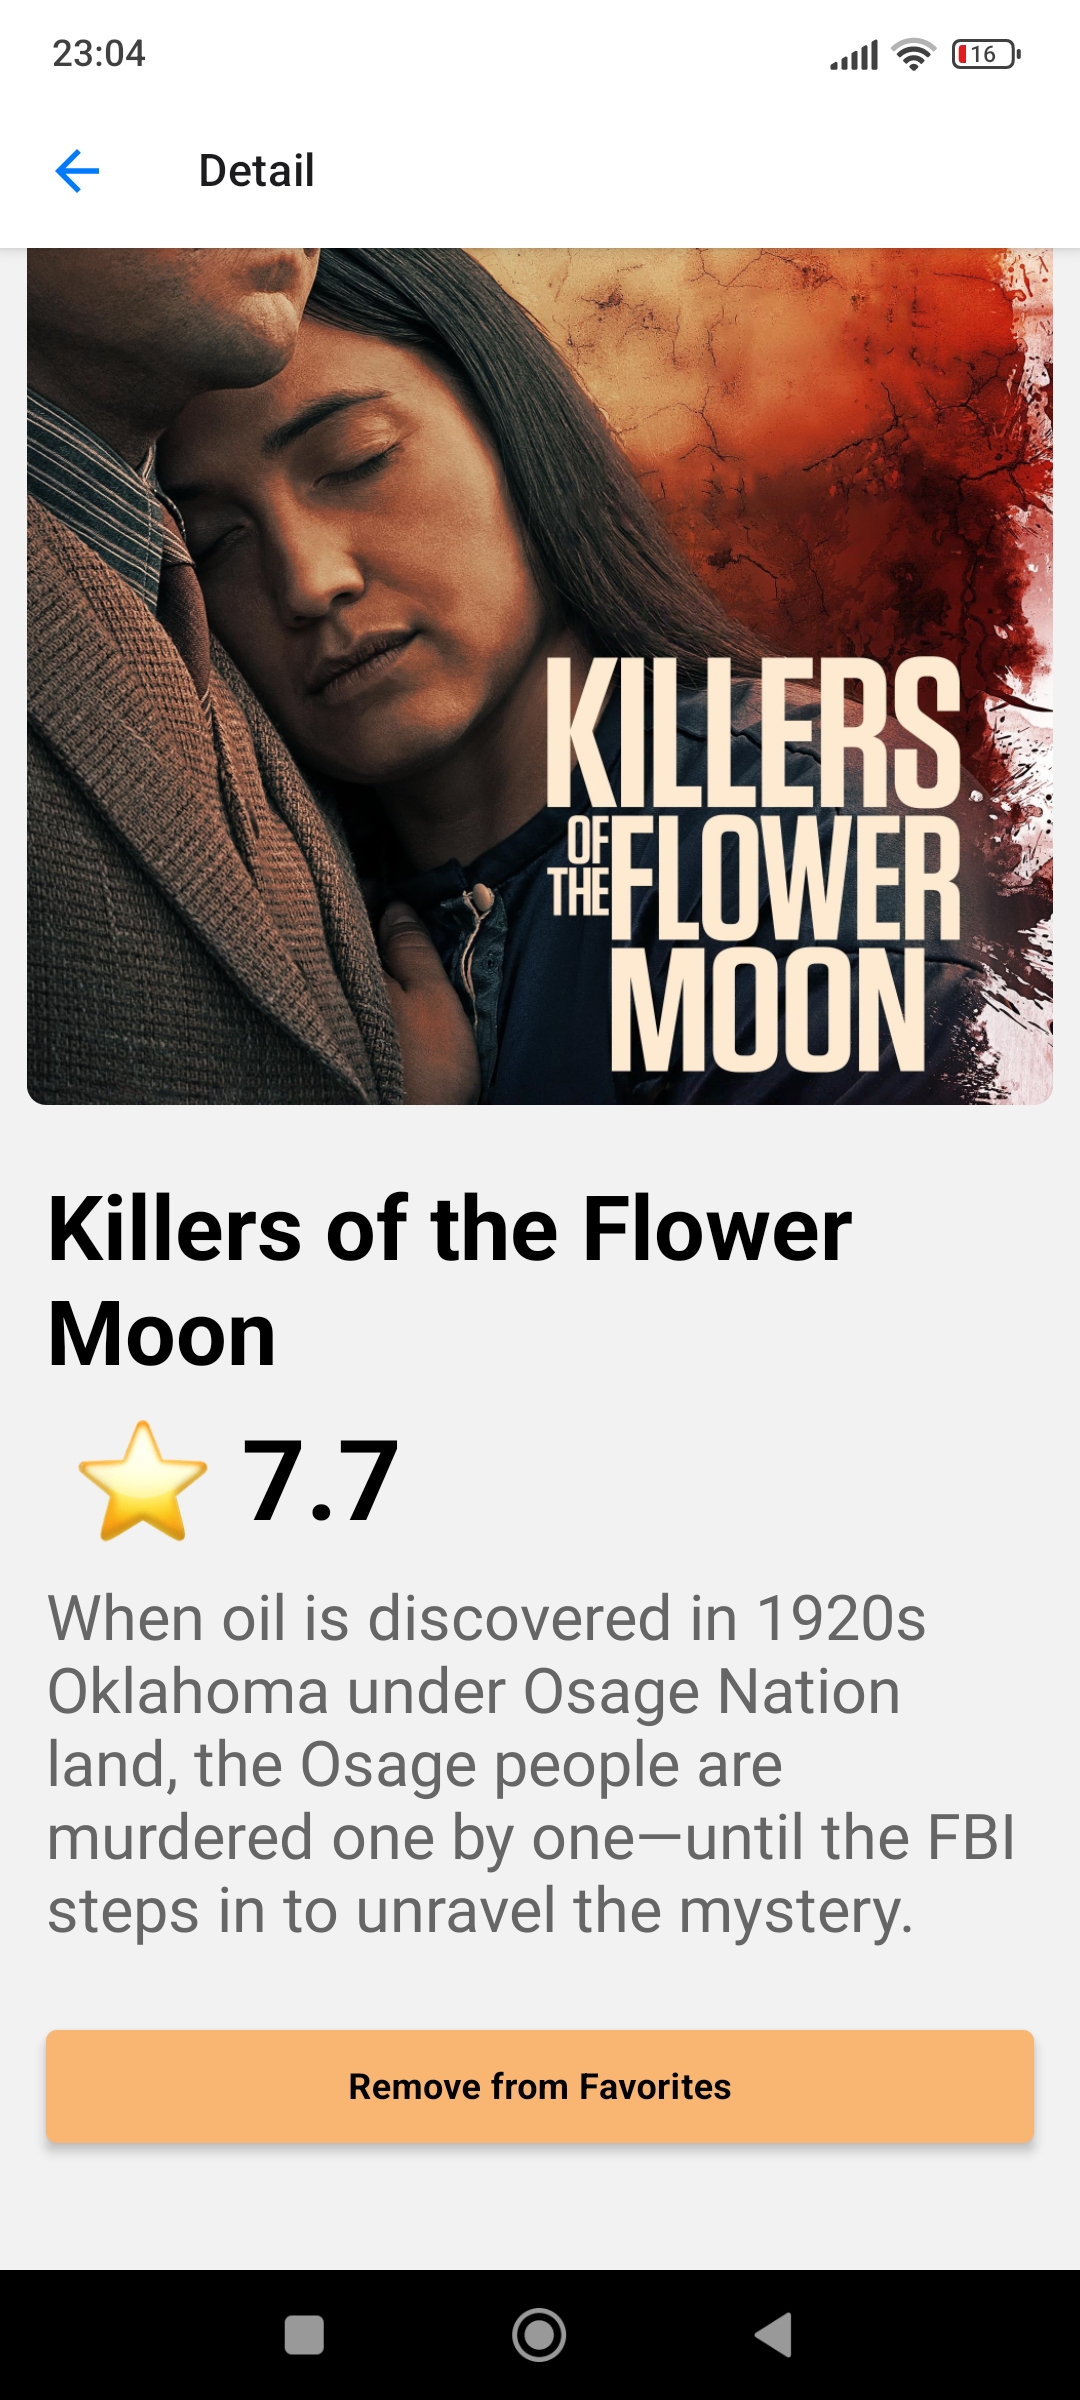 23:04
16
Detail
KILLERS
OF
THE
FLOWER
MOON
Killers of the Flower
Moon
⭐ 7.7
When oil is discovered in 1920s
Oklahoma under Osage Nation
land, the Osage people are
murdered one by one—until the FBI
steps in to unravel the mystery.
Remove from Favorites